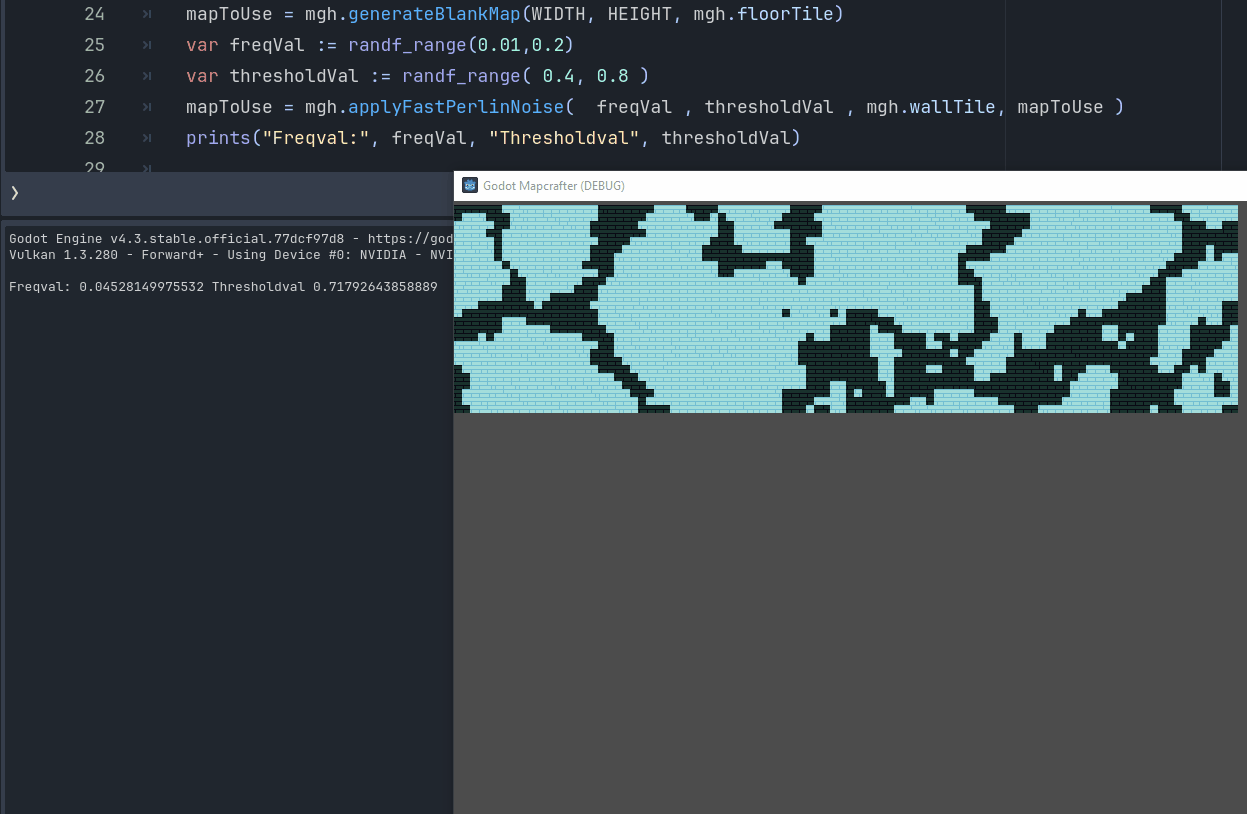 24 mapToUse = mgh.generateBlankMap(WIDTH, HEIGHT, mgh.floorTile)
25 var freqVal := randf_range(0.01,0.2)
26 var thresholdVal := randf_range( 0.4, 0.8 )
27 mapToUse = mgh.applyFastPerlinNoise(  freqVal , thresholdVal , mgh.wallTile, mapToUse )
28 prints("Freqval:", freqVal, "Thresholdval", thresholdVal)
29
Godot Mapcrafter (DEBUG)
Godot Engine v4.3.stable.official.77dcf97d8 - https://god
Vulkan 1.3.280 - Forward+ - Using Device #0: NVIDIA - NVI
Freqval: 0.04528149975532 Thresholdval 0.71792643858889